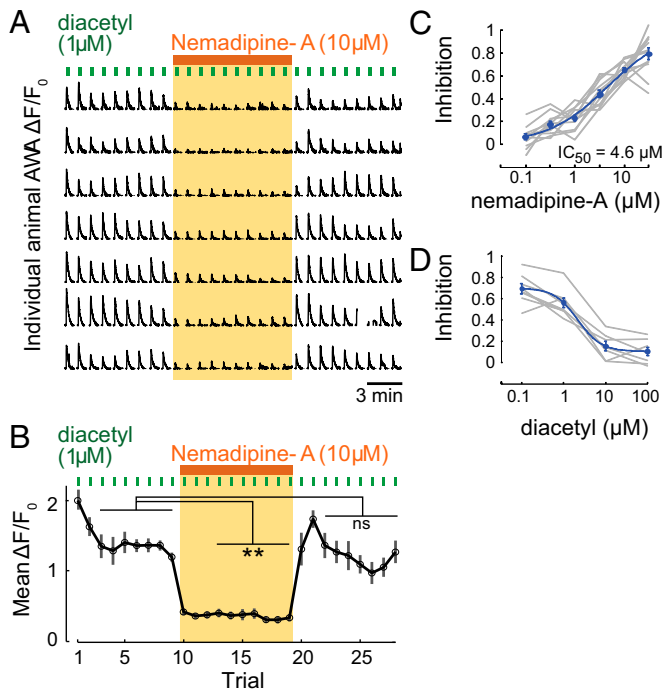 A
diacetyl
(1µM)
Nemadipine- A (10µM)
Individual animal AWA ΔF/F0
3 min
B
diacetyl
(1µM)
Nemadipine- A (10µM)
Mean ΔF/F0
2
1
0
**
ns
1 5 10 15 20 25
Trial
C
Inhibition
1
0.8
0.6
0.4
0.2
0
IC50 = 4.6 µM
0.1 1 10
nemadipine-A (µM)
D
Inhibition
1
0.8
0.6
0.4
0.2
0
0.1 1 10 100
diacetyl (µM)